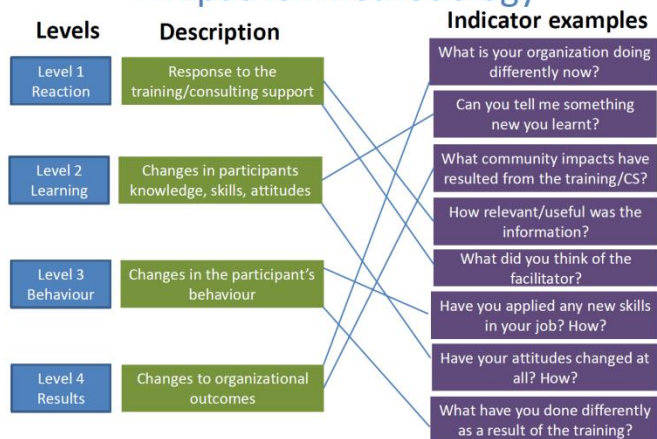 Levels
Description
Indicator examples
Level 1
Reaction
Response to the
training/consulting support
What is your organization doing
differently now?
Can you tell me something
new you learnt?
Level 2
Learning
Changes in participants
knowledge, skills, attitudes
What community impacts have
resulted from the training/CS?
How relevant/useful was the
information?
What did you think of the
facilitator?
Level 3
Behaviour
Changes in the participant's
behaviour
Have you applied any new skills
in your job? How?
Have your attitudes changed at
all? How?
Level 4
Results
Changes to organizational
outcomes
What have you done differently
as a result of the training?